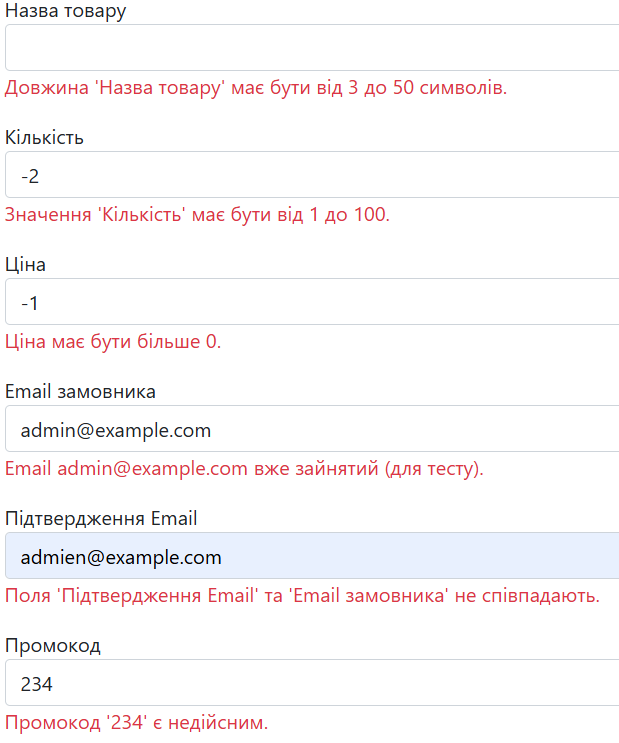 Назва товару
Довжина 'Назва товару' має бути від 3 до 50 символів.
Кількість
-2
Значення 'Кількість' має бути від 1 до 100.
Ціна
-1
Ціна має бути більше 0.
Email замовника
admin@example.com
Email admin@example.com вже зайнятий (для тесту).
Підтвердження Email
admien@example.com
Поля 'Підтвердження Email' та 'Email замовника' не співпадають.
Промокод
234
Промокод '234' є недійсним.